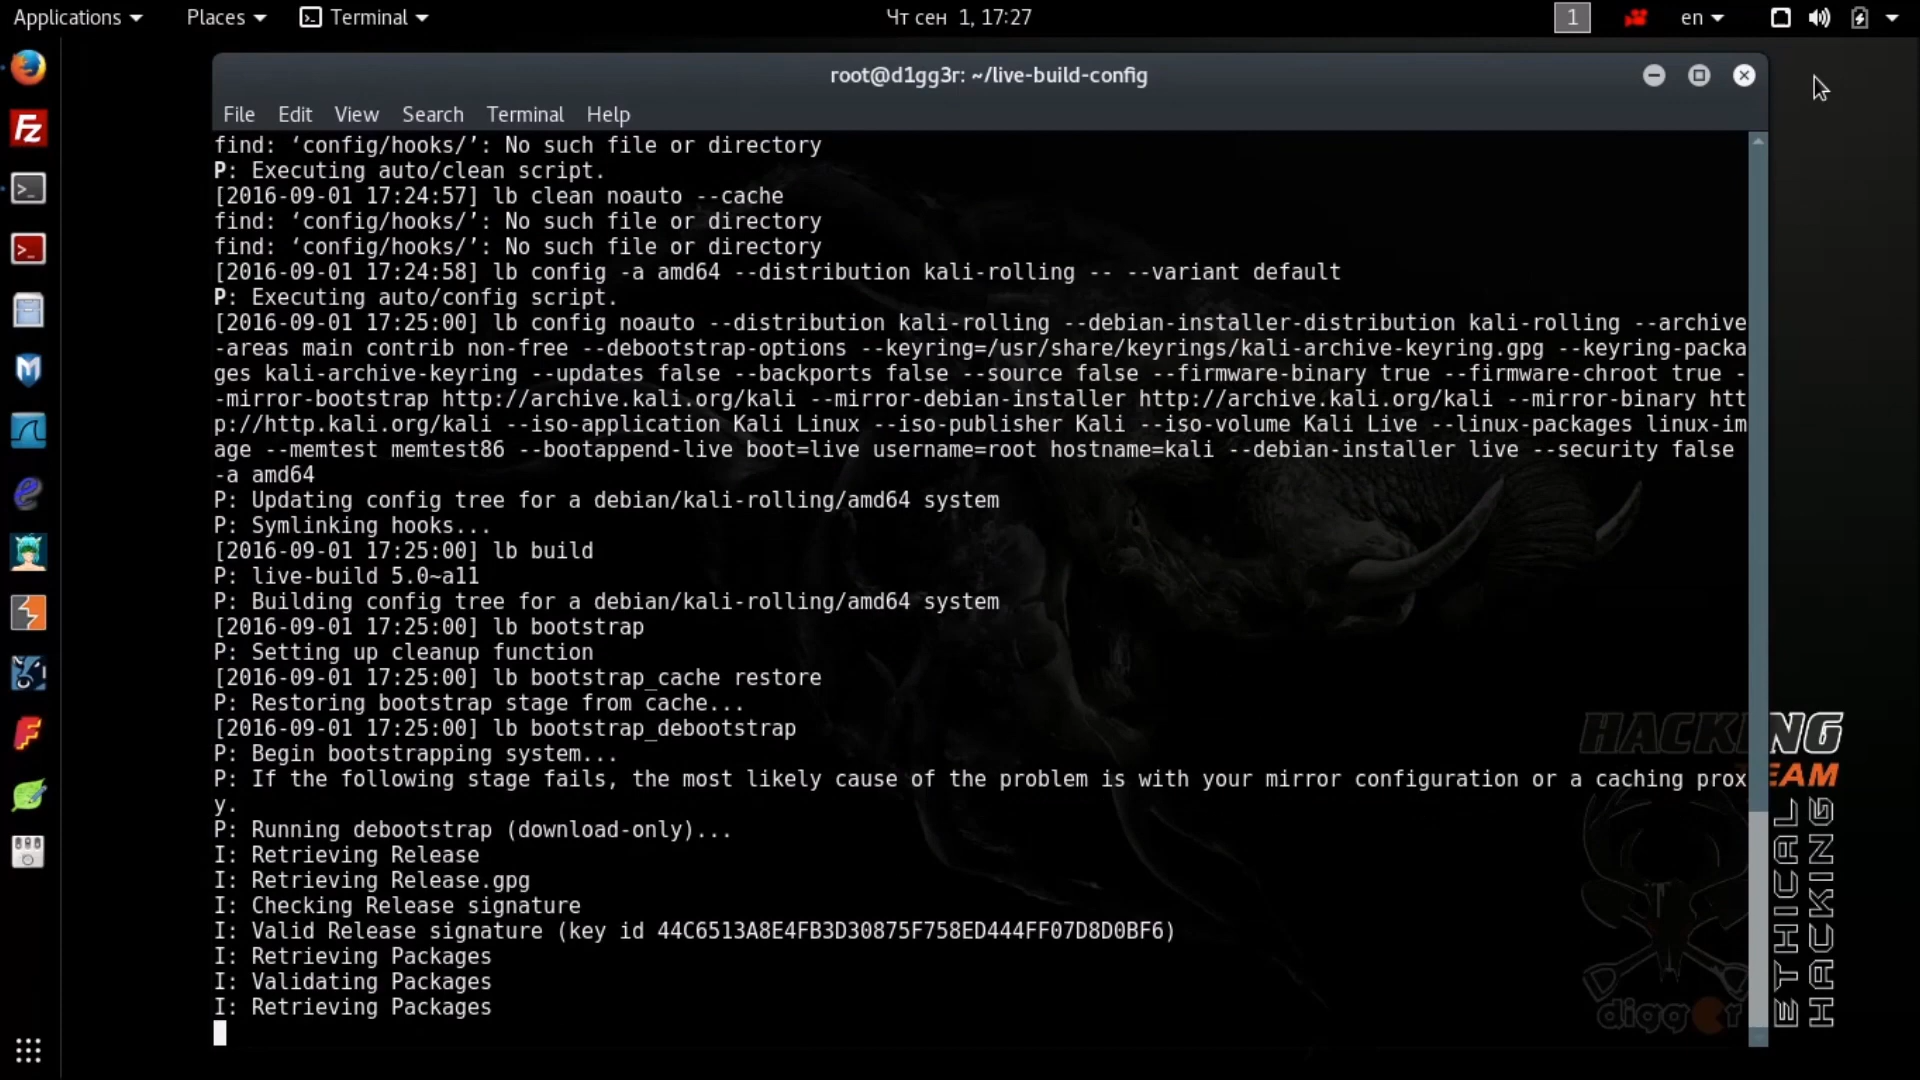 Applications Places Terminal Чт сен 1, 17:27 1 en
root@d1gg3r: ~/live-build-config
File Edit View Search Terminal Help
find: ‘config/hooks/’: No such file or directory
P: Executing auto/clean script.
[2016-09-01 17:24:57] lb clean noauto --cache
find: ‘config/hooks/’: No such file or directory
find: ‘config/hooks/’: No such file or directory
[2016-09-01 17:24:58] lb config -a amd64 --distribution kali-rolling -- --variant default
P: Executing auto/config script.
[2016-09-01 17:25:00] lb config noauto --distribution kali-rolling --debian-installer-distribution kali-rolling --archive
-areas main contrib non-free --debootstrap-options --keyring=/usr/share/keyrings/kali-archive-keyring.gpg --keyring-packa
ges kali-archive-keyring --updates false --backports false --source false --firmware-binary true --firmware-chroot true -
-mirror-bootstrap http://archive.kali.org/kali --mirror-debian-installer http://archive.kali.org/kali --mirror-binary htt
p://http.kali.org/kali --iso-application Kali Linux --iso-publisher Kali --iso-volume Kali Live --linux-packages linux-im
age --memtest memtest86 --bootappend-live boot=live username=root hostname=kali --debian-installer live --security false
-a amd64
P: Updating config tree for a debian/kali-rolling/amd64 system
P: Symlinking hooks...
[2016-09-01 17:25:00] lb build
P: live-build 5.0~a11
P: Building config tree for a debian/kali-rolling/amd64 system
[2016-09-01 17:25:00] lb bootstrap
P: Setting up cleanup function
[2016-09-01 17:25:00] lb bootstrap_cache restore
P: Restoring bootstrap stage from cache...
[2016-09-01 17:25:00] lb bootstrap_debootstrap
P: Begin bootstrapping system...
P: If the following stage fails, the most likely cause of the problem is with your mirror configuration or a caching prox
y.
P: Running debootstrap (download-only)...
I: Retrieving Release
I: Retrieving Release.gpg
I: Checking Release signature
I: Valid Release signature (key id 44C6513A8E4FB3D30875F758ED444FF07D8D0BF6)
I: Retrieving Packages
I: Validating Packages
I: Retrieving Packages
HACKING
TEAM
ETHICAL
HACKING
digger